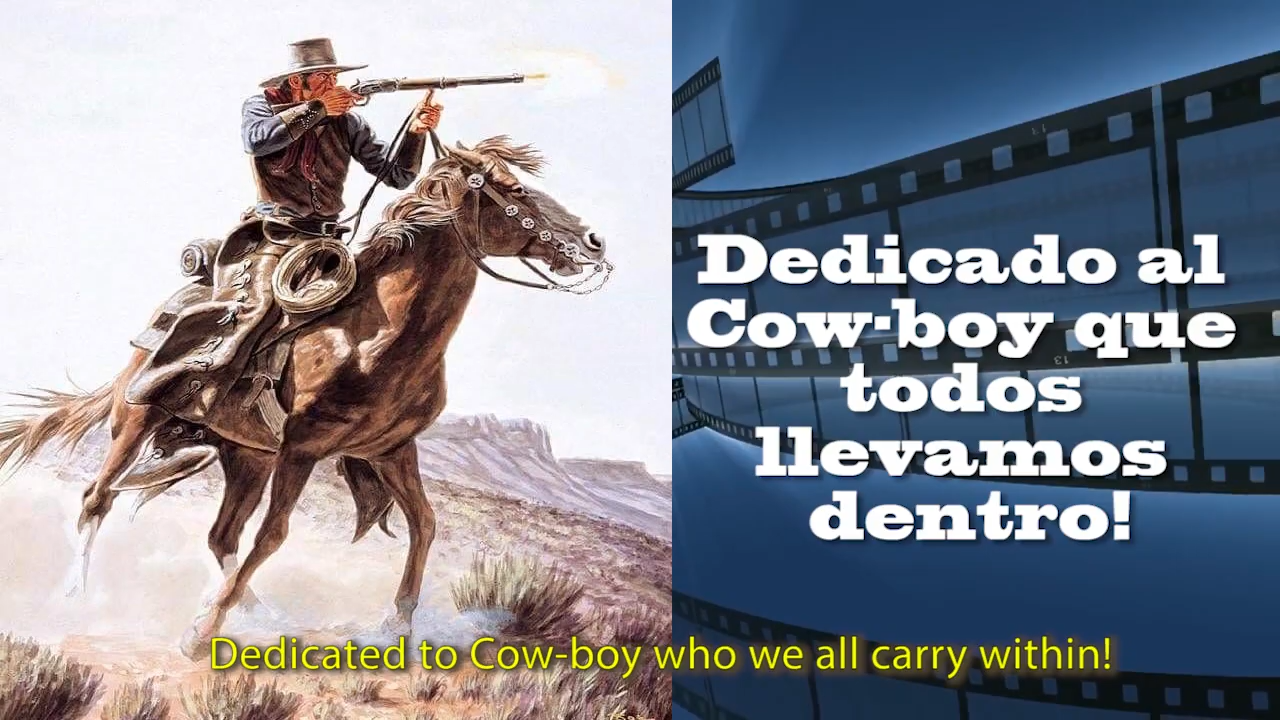 Dedicado al
Cow-boy que
todos
llevamos
dentro!
Dedicated to Cow-boy who we all carry within!